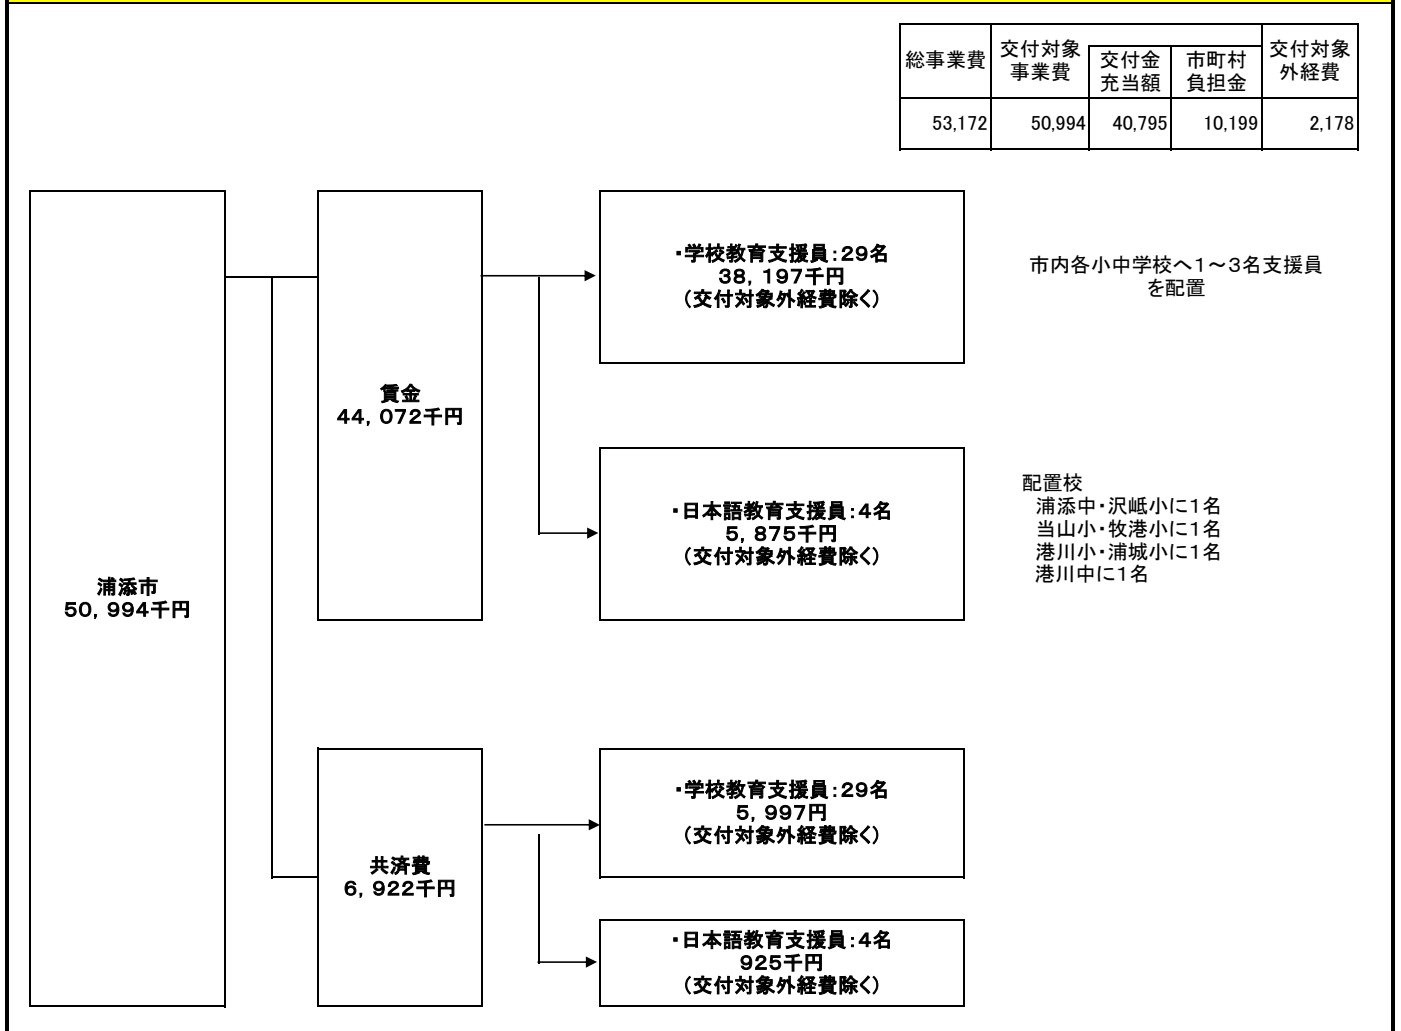 総事業費
交付対象
事業費
交付金
充当額
市町村
負担金
交付対象
外経費
53,172
50,994
40,795
10,199
2,178
浦添市
50,994千円
賃金
44,072千円
・学校教育支援員:29名
38,197千円
(交付対象外経費除く)
市内各小中学校へ1~3名支援員
を配置
・日本語教育支援員:4名
5,875千円
(交付対象外経費除く)
配置校
浦添中・沢岻小に1名
当山小・牧港小に1名
港川小・浦城小に1名
港川中に1名
共済費
6,922千円
・学校教育支援員:29名
5,997円
(交付対象外経費除く)
・日本語教育支援員:4名
925千円
(交付対象外経費除く)